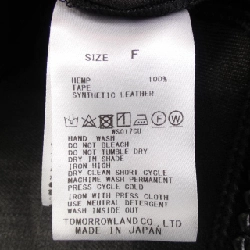 SIZE F
HEMP 100%
TAPE
SYNTHETIC LEATHER
HAND WASH
DO NOT BLEACH
DO NOT TUMBLE DRY
DRY IN SHADE
IRON HIGH
DRY CLEAN SHORT CYCLE
MACHINE WASH PERMANENT
PRESS CYCLE COLD
IRON WITH PRESS CLOTH
USE NEUTRAL DETERGENT
WASH INSIDE OUT
TOMORROWLAND CO., LTD
MADE IN JAPAN